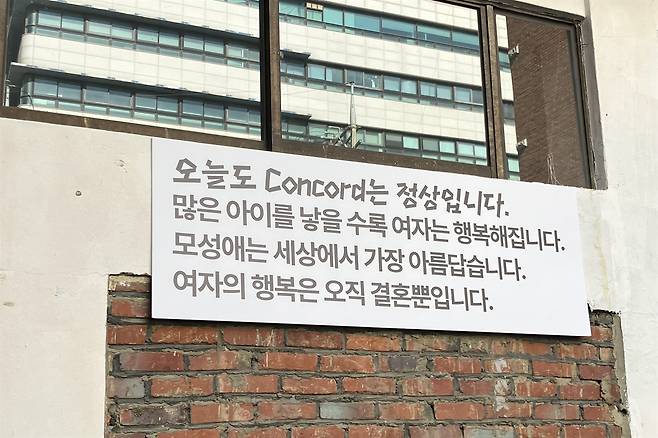 오늘도 Concord는 정상입니다.
많은 아이를 낳을 수록 여자는 행복해집니다.
모성애는 세상에서 가장 아름답습니다.
여자의 행복은 오직 결혼뿐입니다.